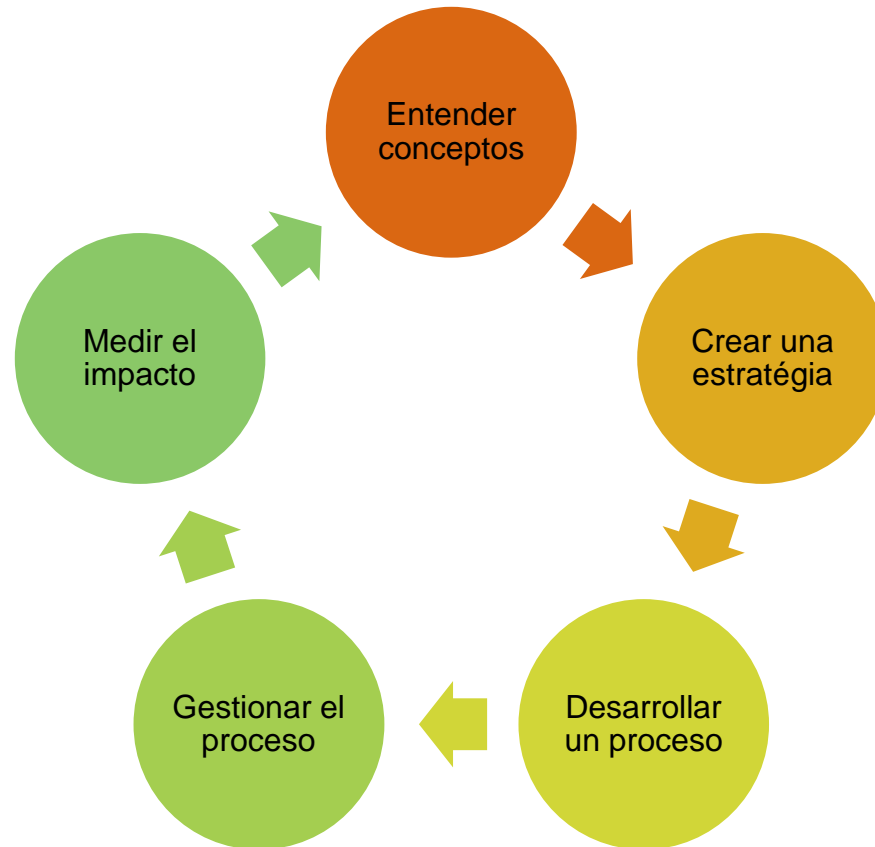 Entender
conceptos
Crear una
estratégia
Desarrollar
un proceso
Gestionar el
proceso
Medir el
impacto